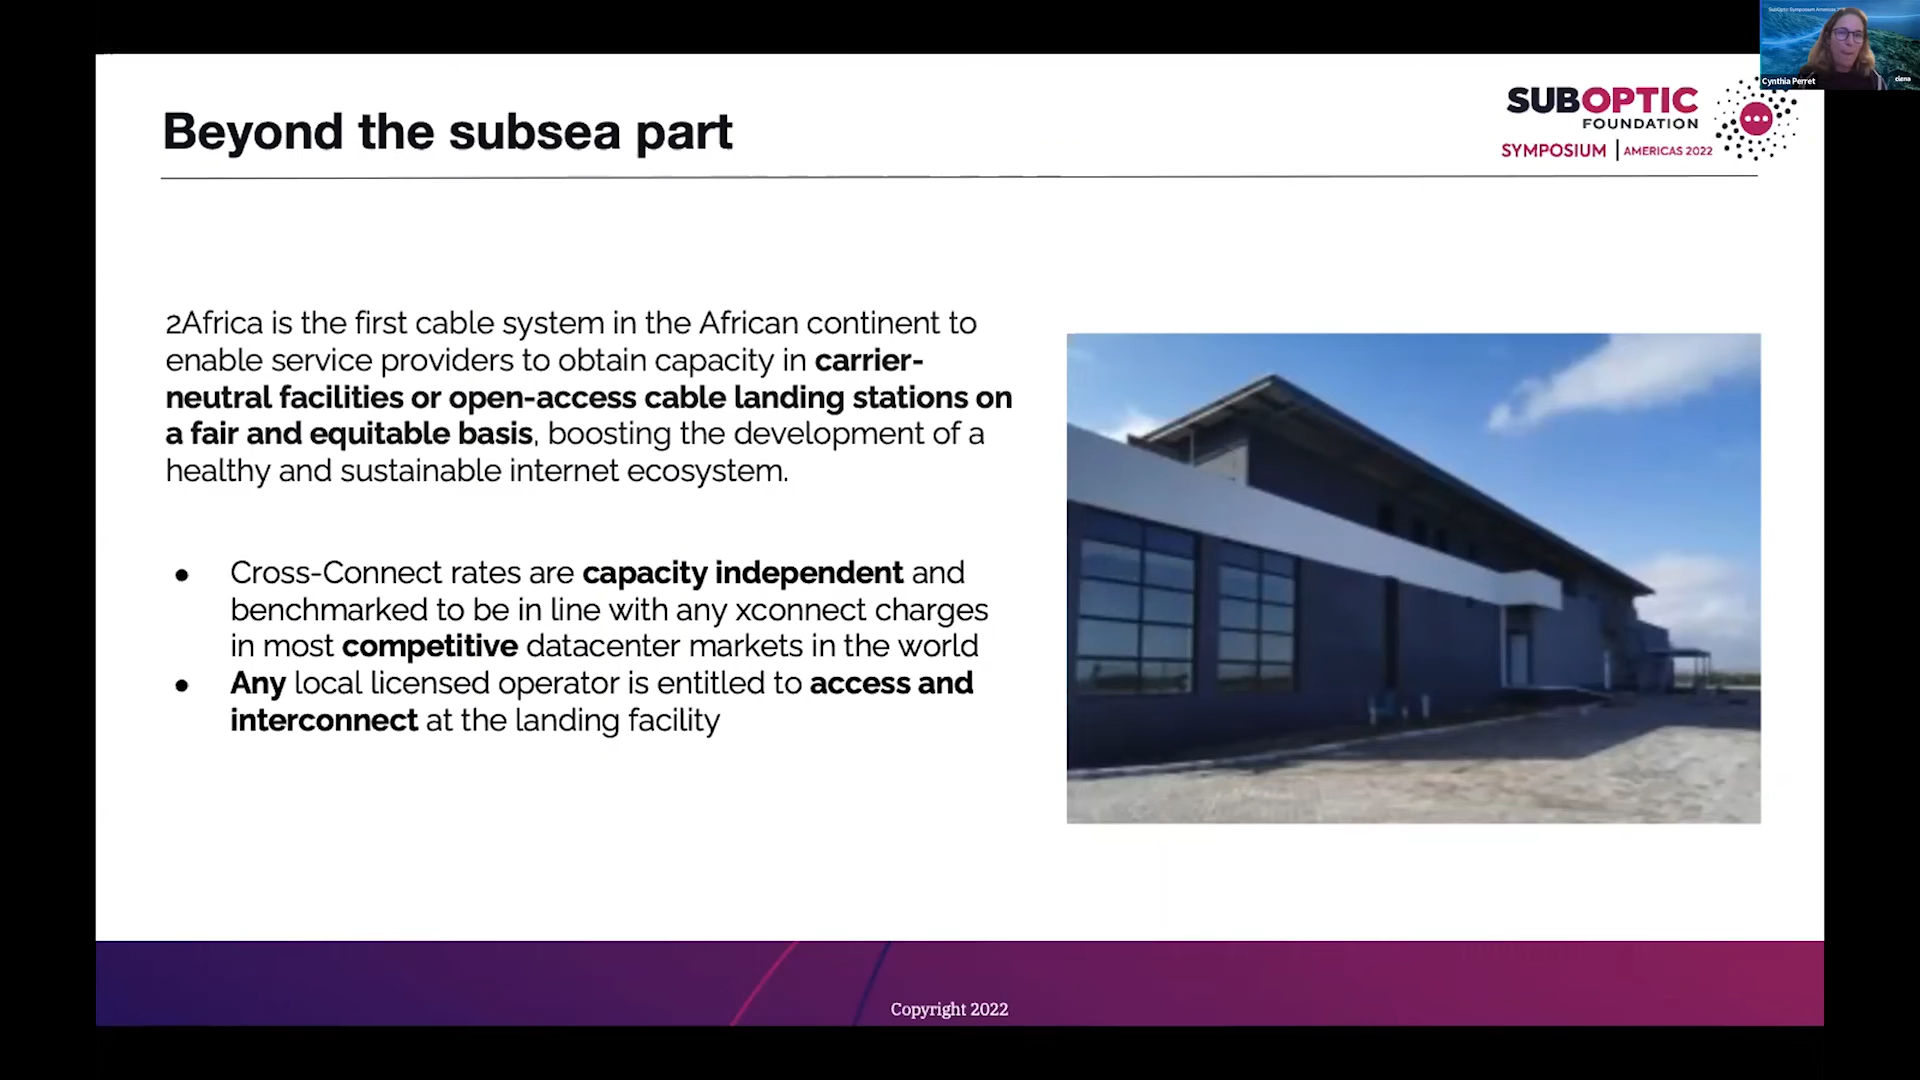 SubOptic Symposium Americas
Cynthia Perret
ciena
Beyond the subsea part
SUBOPTIC
FOUNDATION
SYMPOSIUM | AMERICAS 2022
2Africa is the first cable system in the African continent to
enable service providers to obtain capacity in carrier-
neutral facilities or open-access cable landing stations on
a fair and equitable basis, boosting the development of a
healthy and sustainable internet ecosystem.
● Cross-Connect rates are capacity independent and
benchmarked to be in line with any xconnect charges
in most competitive datacenter markets in the world
● Any local licensed operator is entitled to access and
interconnect at the landing facility
Copyright 2022